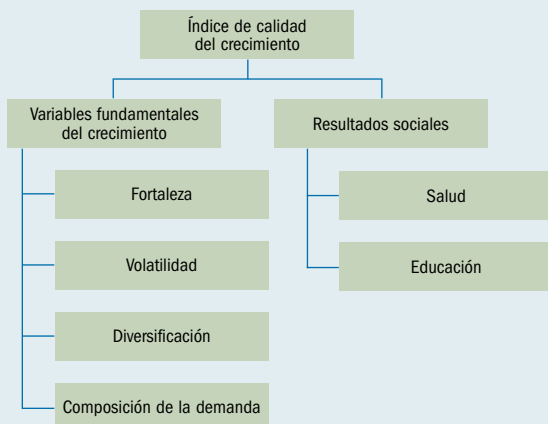 Índice de calidad
del crecimiento
Variables fundamentales
del crecimiento
Resultados sociales
Fortaleza
Volatilidad
Diversificación
Composición de la demanda
Salud
Educación